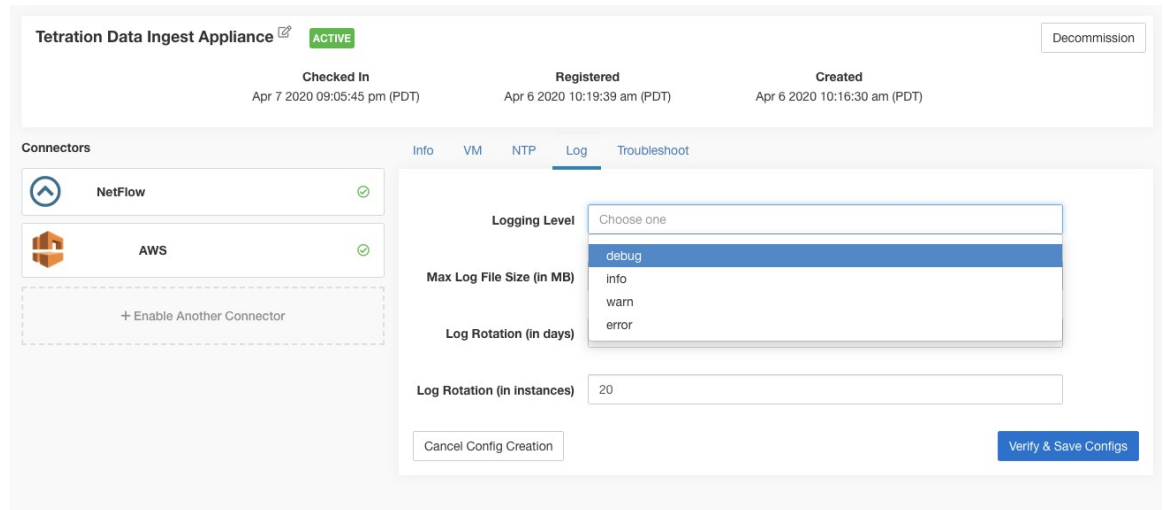 Tetration Data Ingest Appliance ACTIVE
Decommission
Checked In Registered Created
Apr 7 2020 09:05:45 pm (PDT) Apr 6 2020 10:19:39 am (PDT) Apr 6 2020 10:16:30 am (PDT)
Connectors
NetFlow
AWS
+ Enable Another Connector
Info VM NTP Log Troubleshoot
Logging Level Choose one
debug
info
warn
error
Max Log File Size (in MB)
Log Rotation (in days)
Log Rotation (in instances) 20
Cancel Config Creation Verify & Save Configs